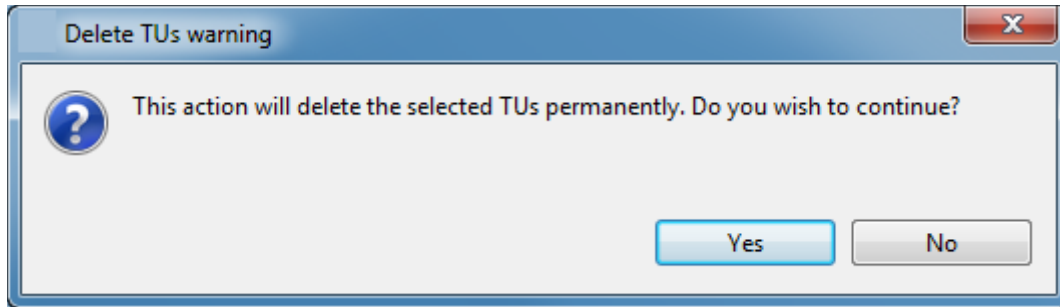 Delete TUs warning
This action will delete the selected TUs permanently. Do you wish to continue?
Yes
No